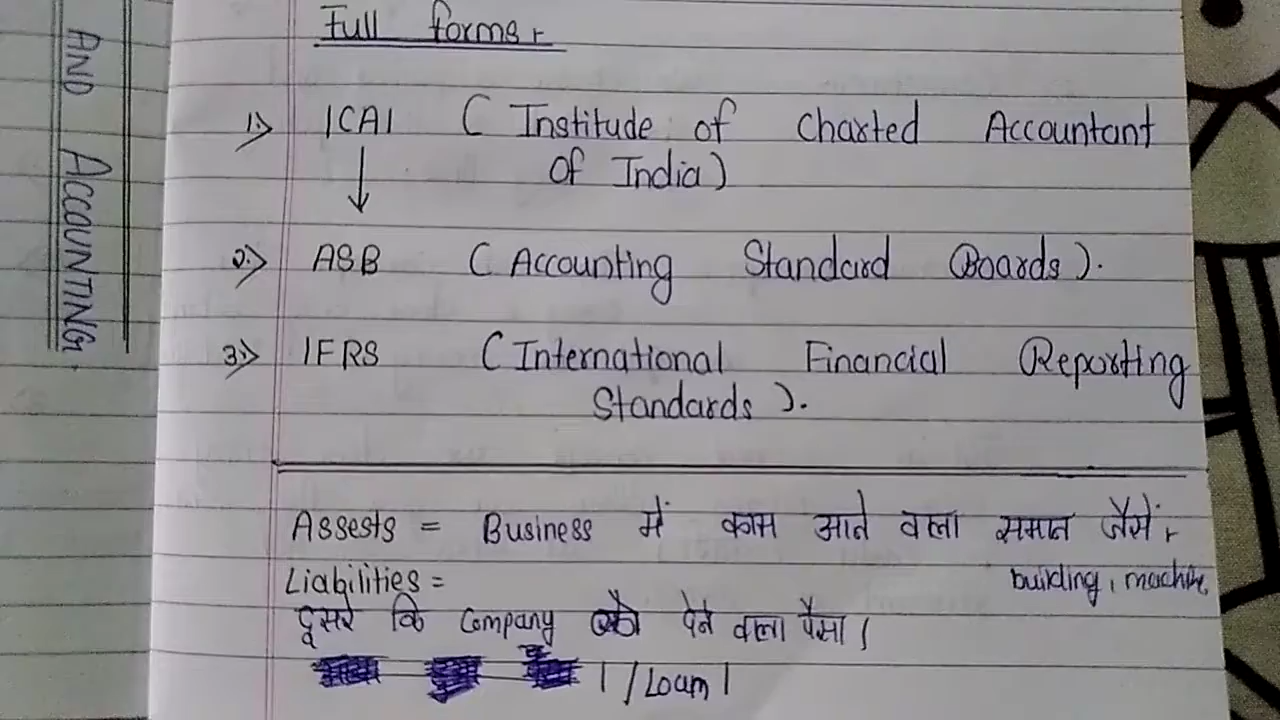 AND ACCOUNTING.
Full forms:-
1.>> ICAI ( Institude of Charted Accountant
Of India)
2.>> ASB ( Accounting Standard Boards ).
3.>> IFRS ( International Financial Reporting
Standards ).
Assests = Business में काम आने वला समान जैसें:-
building, machine,
Liabilities =
दूसरे कि Company को देने वाला पैसा।
। / Loan ।